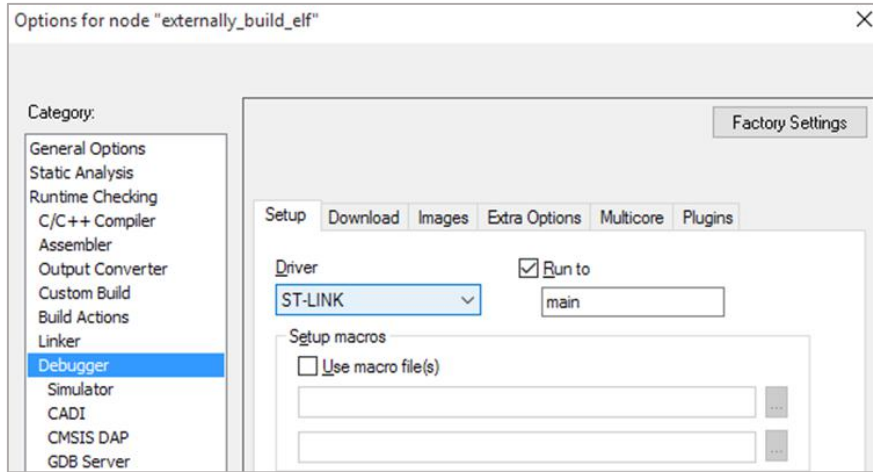 Options for node "externally_build_elf"
Category:
General Options
Static Analysis
Runtime Checking
C/C++ Compiler
Assembler
Output Converter
Custom Build
Build Actions
Linker
Debugger
Simulator
CADI
CMSIS DAP
GDB Server
Factory Settings
Setup Download Images Extra Options Multicore Plugins
Driver
Run to
ST-LINK
main
Setup macros
Use macro file(s)
...
...